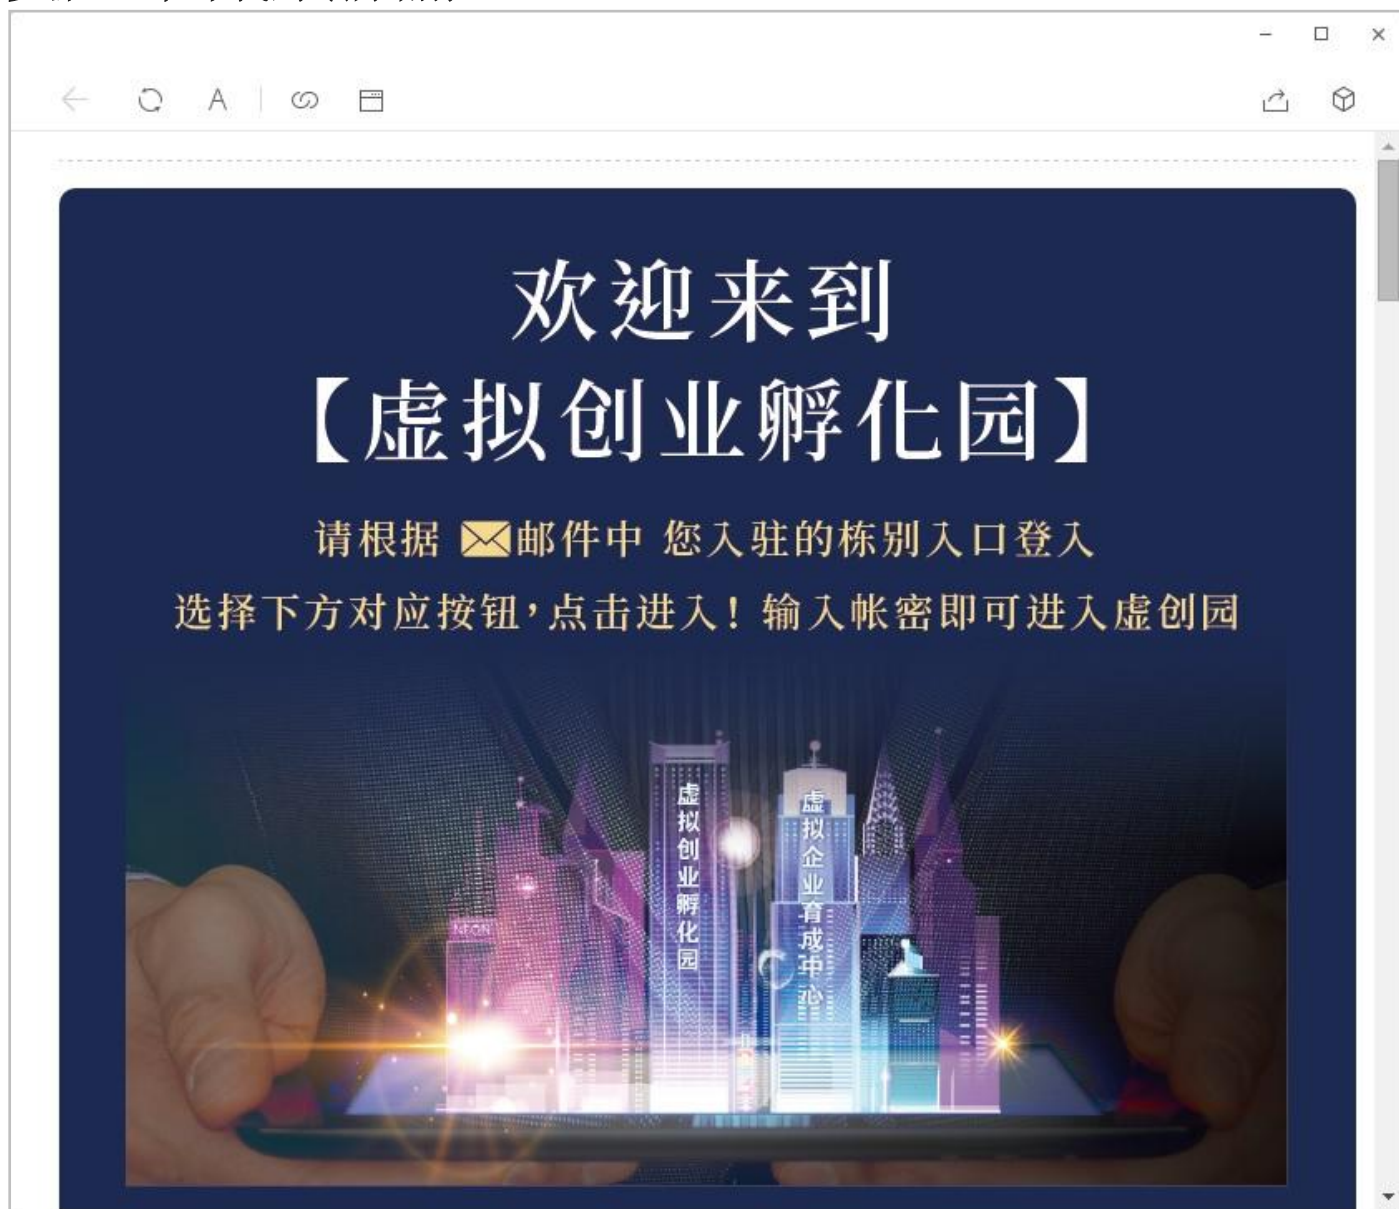 A
欢迎来到
【虚拟创业孵化园】
请根据 邮件中 您入驻的栋别入口登入
选择下方对应按钮，点击进入！输入帐密即可进入虚创园
虚拟创业孵化园
虚拟企业育成中心
NEON